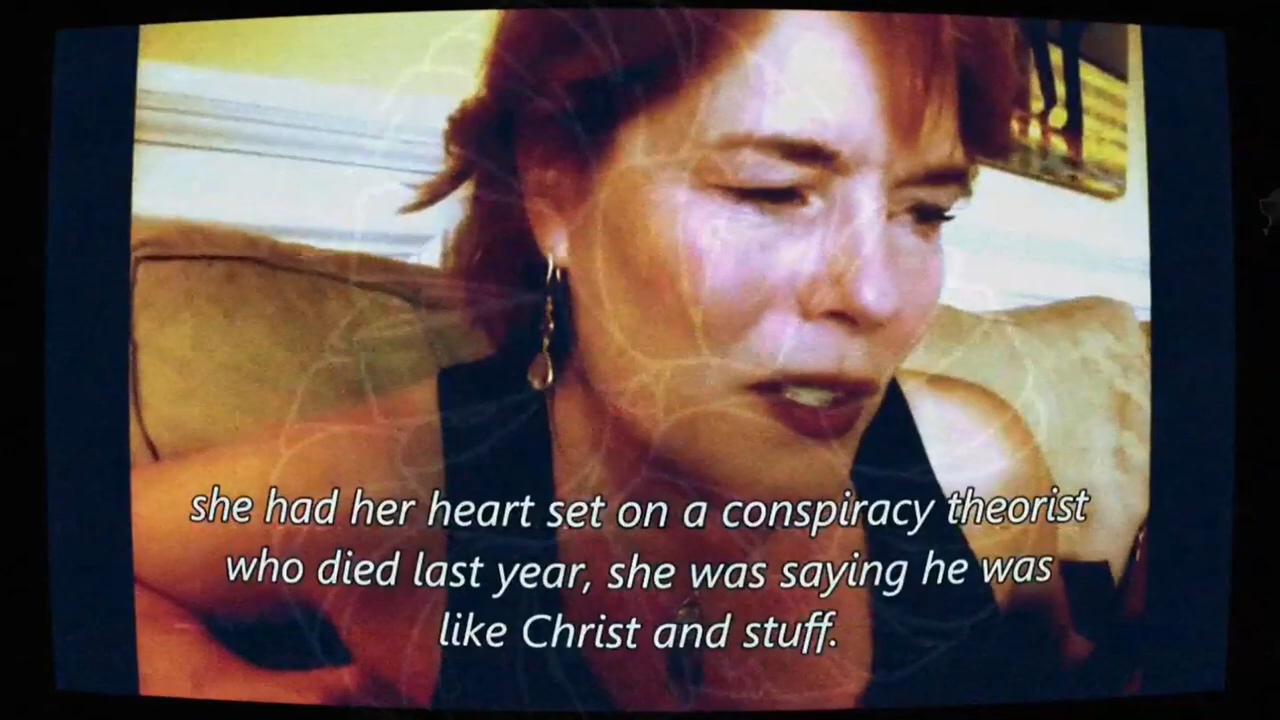 she had her heart set on a conspiracy theorist
who died last year, she was saying he was
like Christ and stuff.